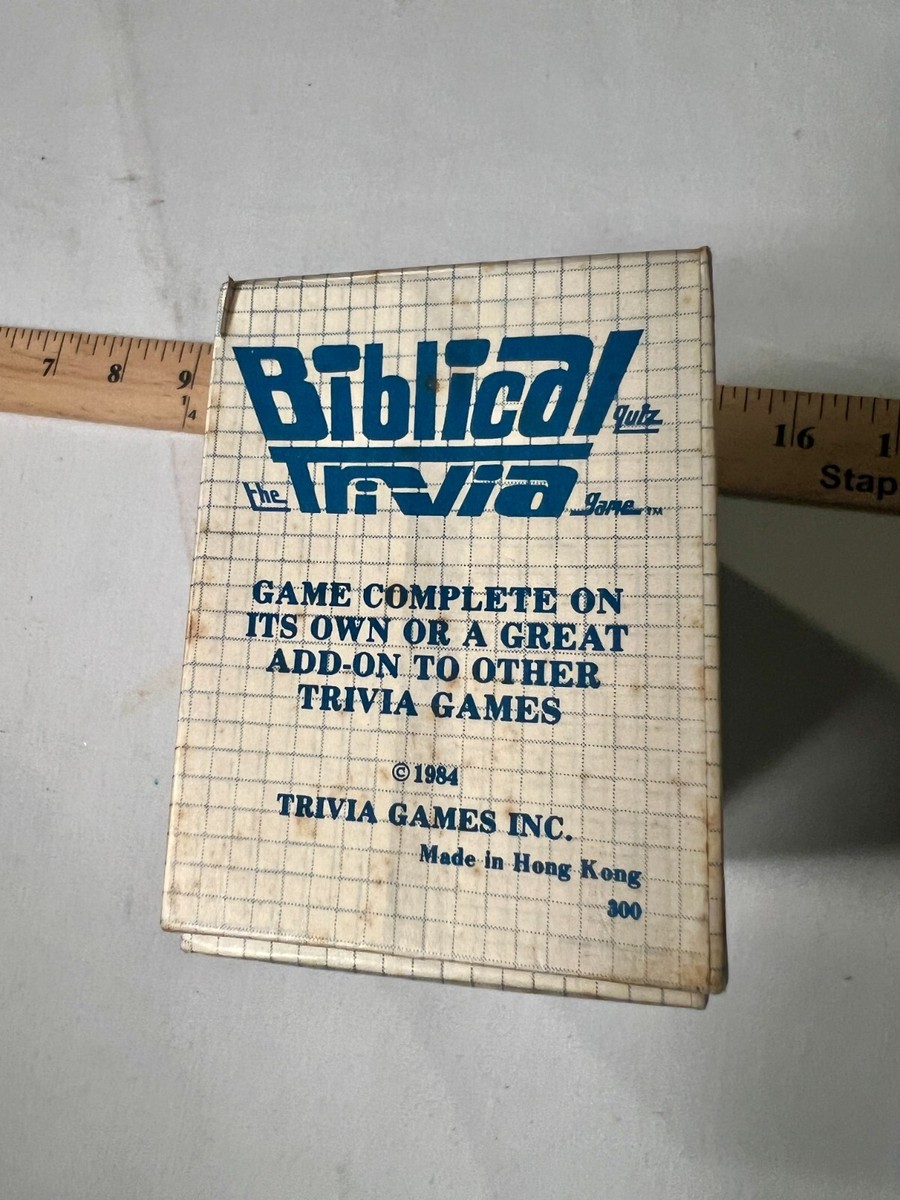 Biblical quiz
the Trivia game™
GAME COMPLETE ON
ITS OWN OR A GREAT
ADD-ON TO OTHER
TRIVIA GAMES
©1984
TRIVIA GAMES INC.
Made in Hong Kong
300
7 8 9 16 1
1/4
Stap